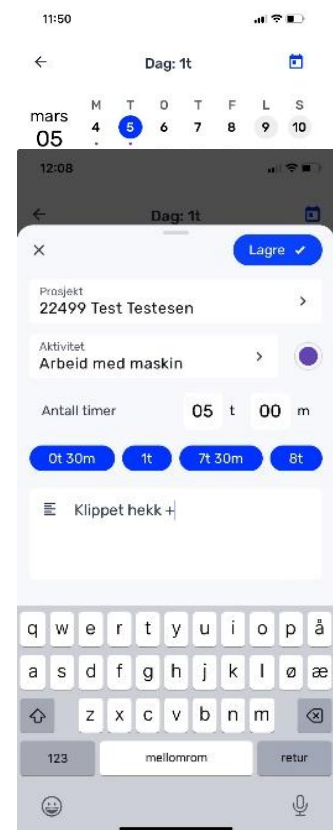 11:50
Dag: 1t
M T O T F L S
mars
05 4 5 6 7 8 9 10
12:08
Dag: 1t
Lagre
Prosjekt
22499 Test Testesen
Aktivitet
Arbeid med maskin
Antall timer 05 t 00 m
0t 30m 1t 7t 30m 8t
Klippet hekk +
q w e r t y u i o p å
a s d f g h j k l ø æ
z x c v b n m
123 mellomrom retur